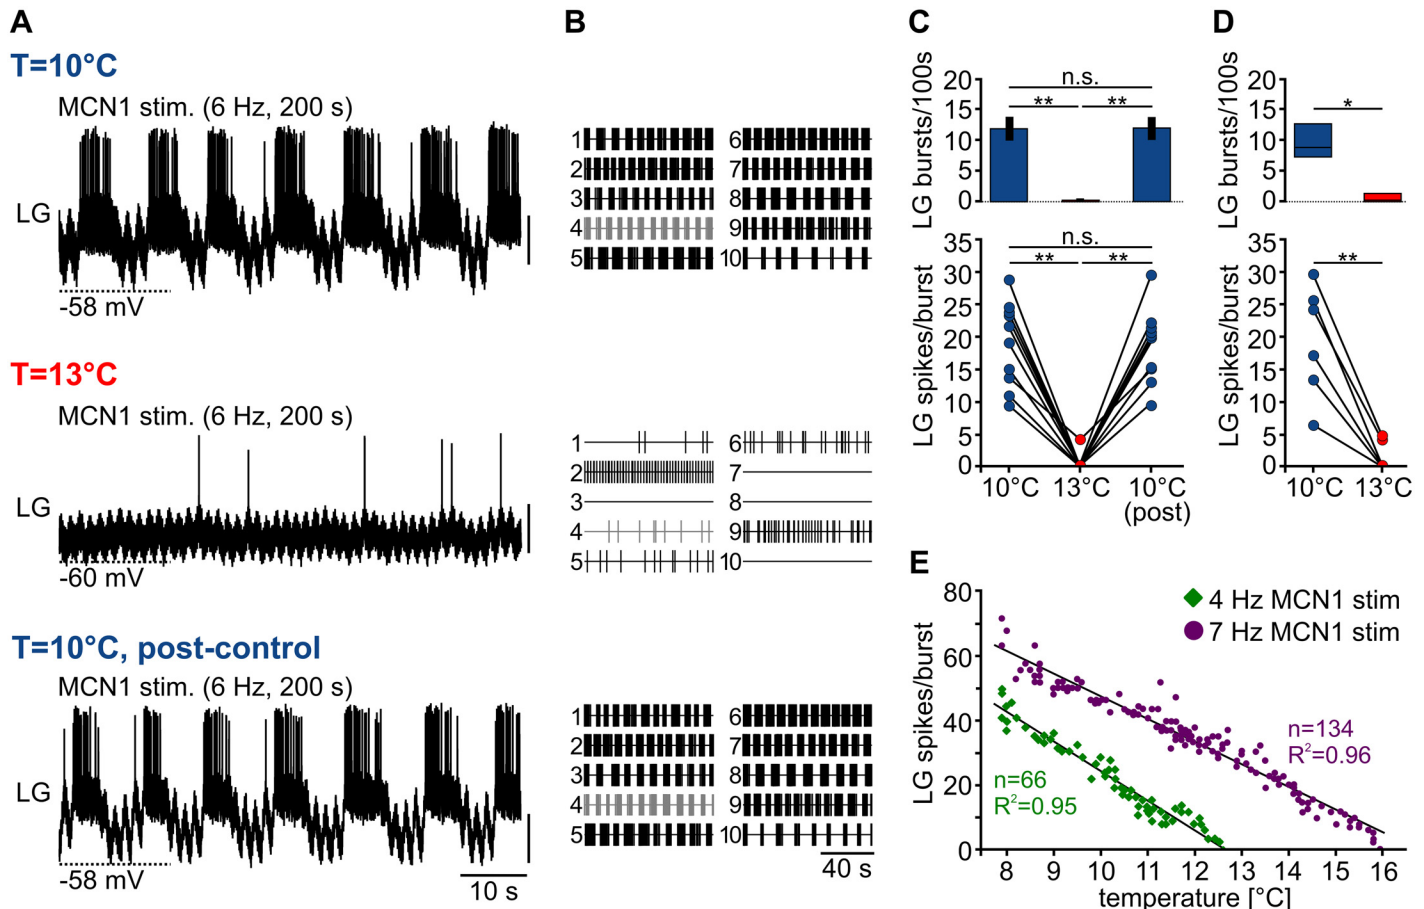 A
T=10°C
MCN1 stim. (6 Hz, 200 s)
LG
-58 mV
T=13°C
MCN1 stim. (6 Hz, 200 s)
LG
-60 mV
T=10°C, post-control
MCN1 stim. (6 Hz, 200 s)
LG
-58 mV
10 s
B
1 6
2 7
3 8
4 9
5 10
1 6
2 7
3 8
4 9
5 10
1 6
2 7
3 8
4 9
5 10
40 s
C
LG bursts/100s
20
15
10
5
0
n.s.
** **
LG spikes/burst
35
30
25
20
15
10
5
0
n.s.
** **
10°C 13°C 10°C
(post)
D
LG bursts/100s
20
15
10
5
0
*
LG spikes/burst
35
30
25
20
15
10
5
0
**
10°C 13°C
E
LG spikes/burst
80
60
40
20
0
4 Hz MCN1 stim
7 Hz MCN1 stim
n=134
R²=0.96
n=66
R²=0.95
8 9 10 11 12 13 14 15 16
temperature [°C]